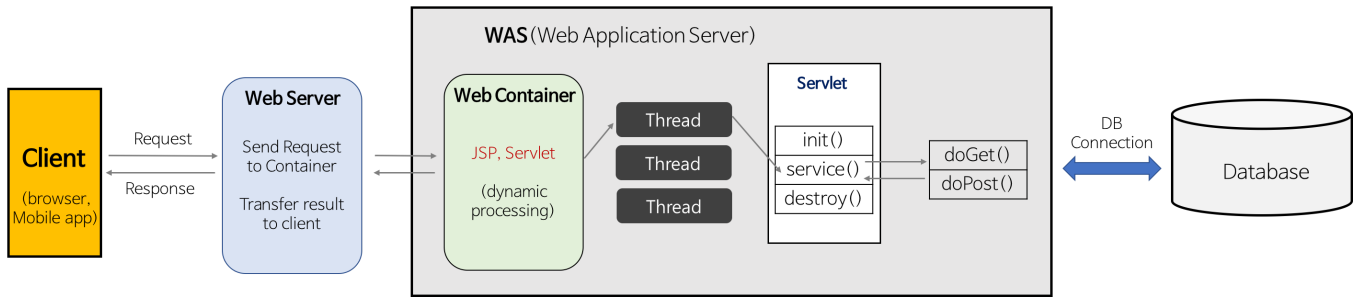 WAS (Web Application Server)
Client
(browser,
Mobile app)
Request
Response
Web Server
Send Request
to Container
Transfer result
to client
Web Container
JSP, Servlet
(dynamic
processing)
Thread
Thread
Thread
Servlet
init()
service()
destroy()
doGet()
doPost()
DB
Connection
Database